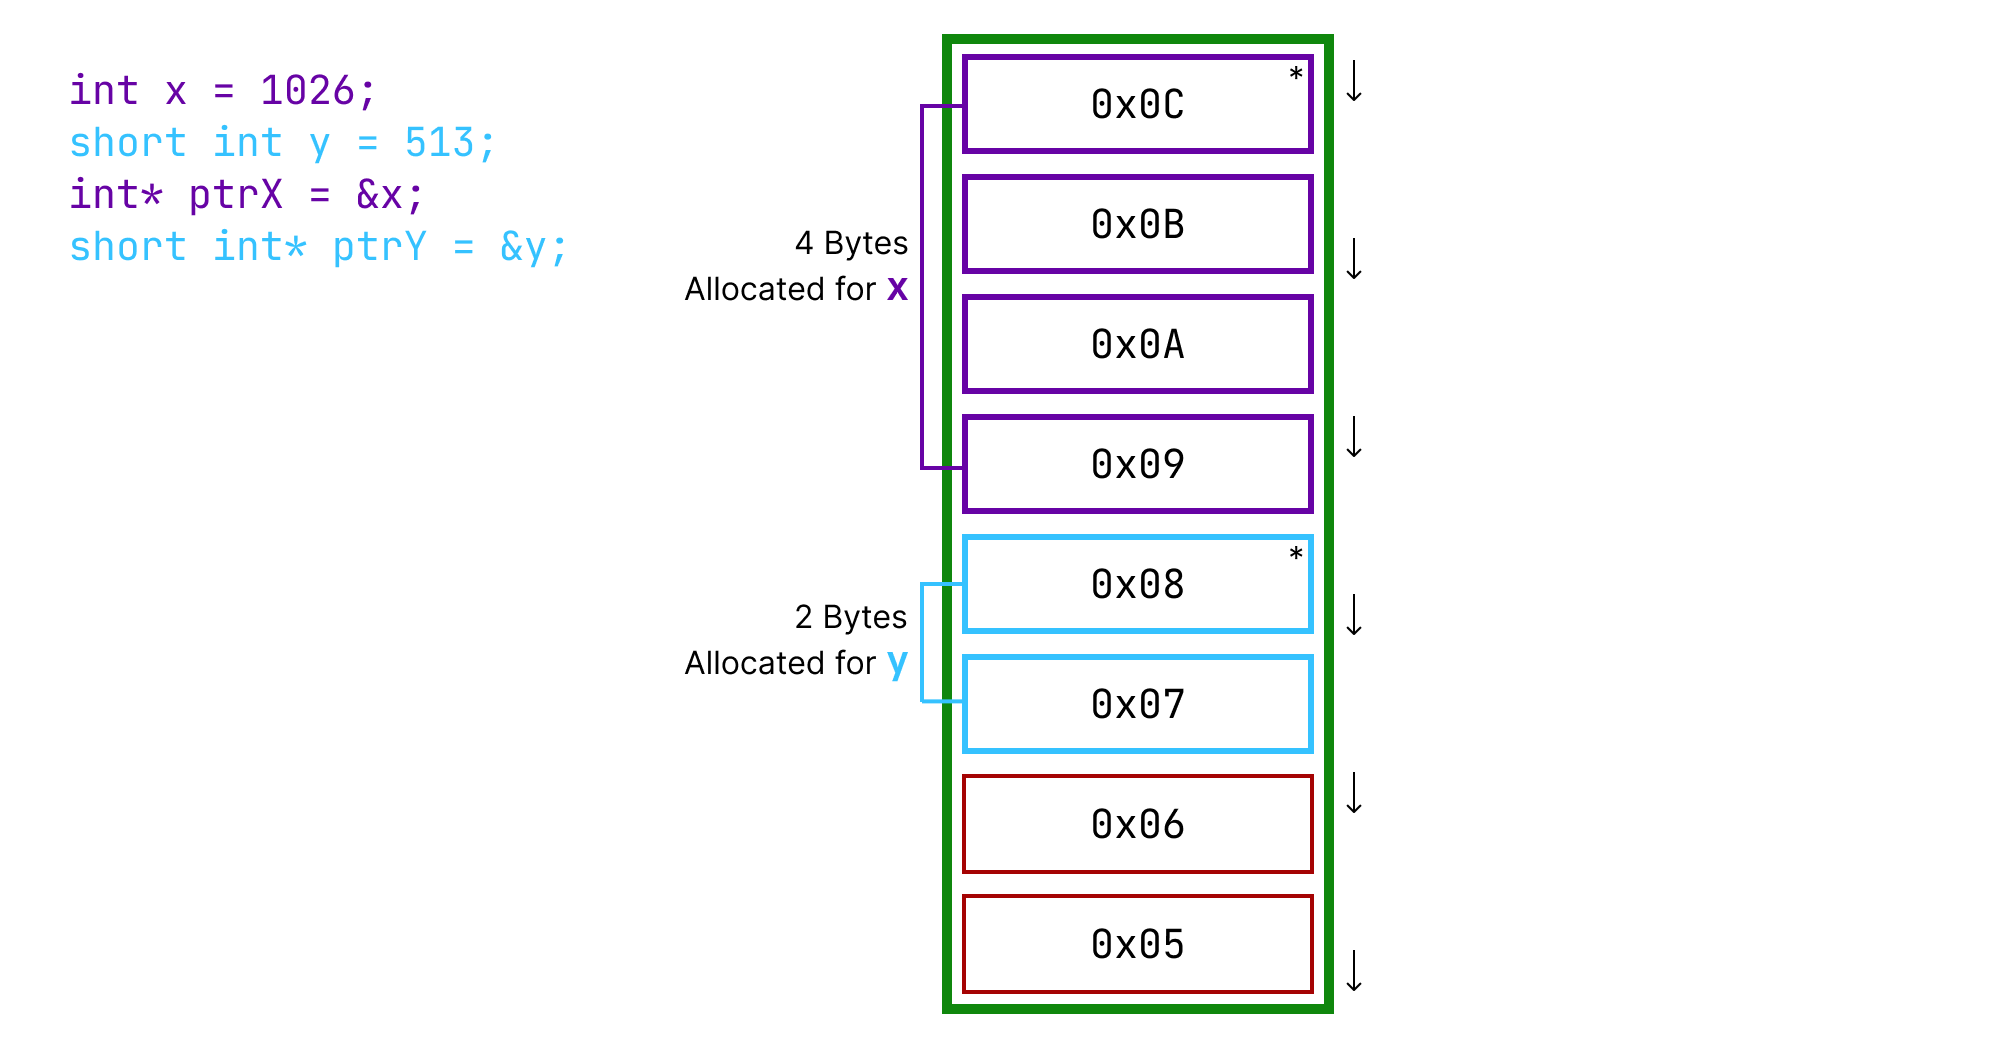 int x = 1026;
short int y = 513;
int* ptrX = &x;
short int* ptrY = &y;
4 Bytes
Allocated for x
2 Bytes
Allocated for y
0x0C *
0x0B
0x0A
0x09
0x08 *
0x07
0x06
0x05